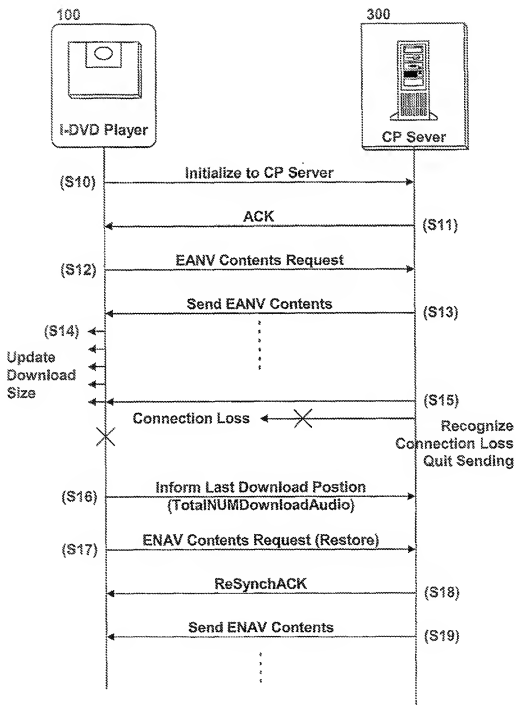 100
300
I-DVD Player
CP Sever
(S10)
Initialize to CP Server
ACK
(S11)
(S12)
EANV Contents Request
Send EANV Contents
(S13)
(S14)
Update
Download
Size
(S15)
Connection Loss
Recognize
Connection Loss
Quit Sending
(S16)
Inform Last Download Postion
(TotalNUMDownloadAudio)
(S17)
ENAV Contents Request (Restore)
ReSynchACK
(S18)
Send ENAV Contents
(S19)